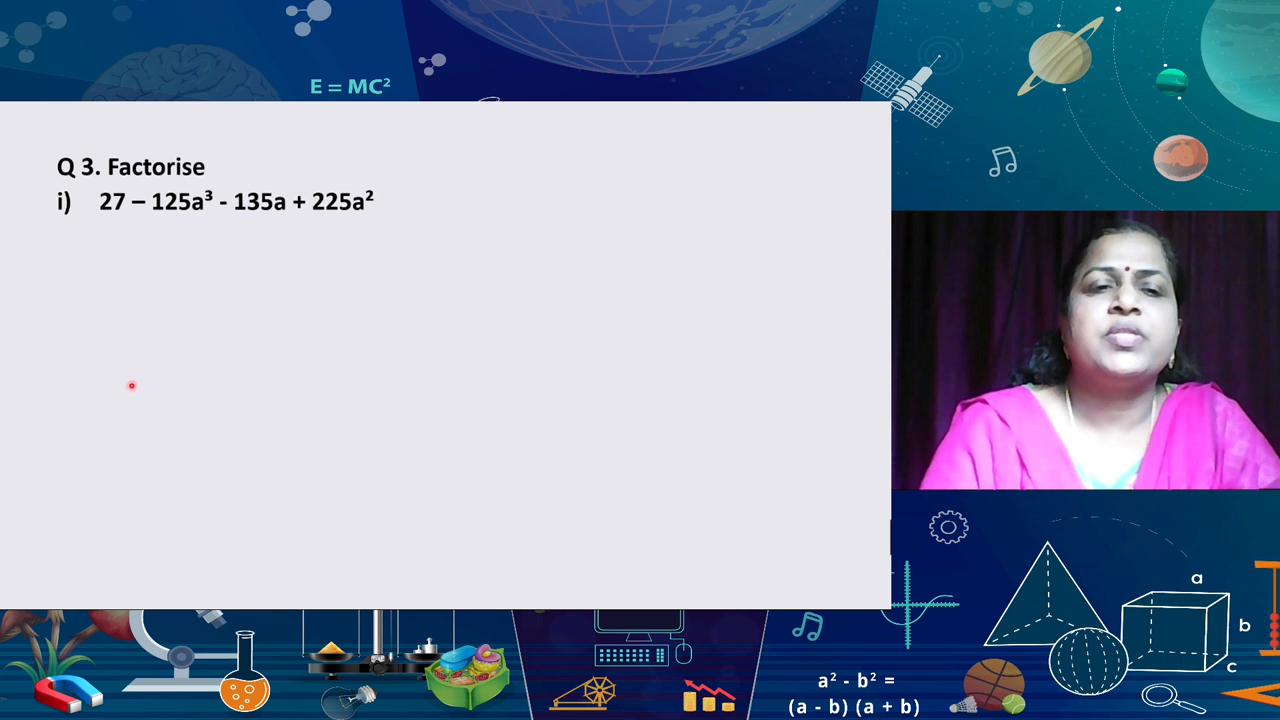 E = MC²
Q 3. Factorise
i) 27 – 125a³ - 135a + 225a²
a
b
c
a² - b² =
(a - b) (a + b)